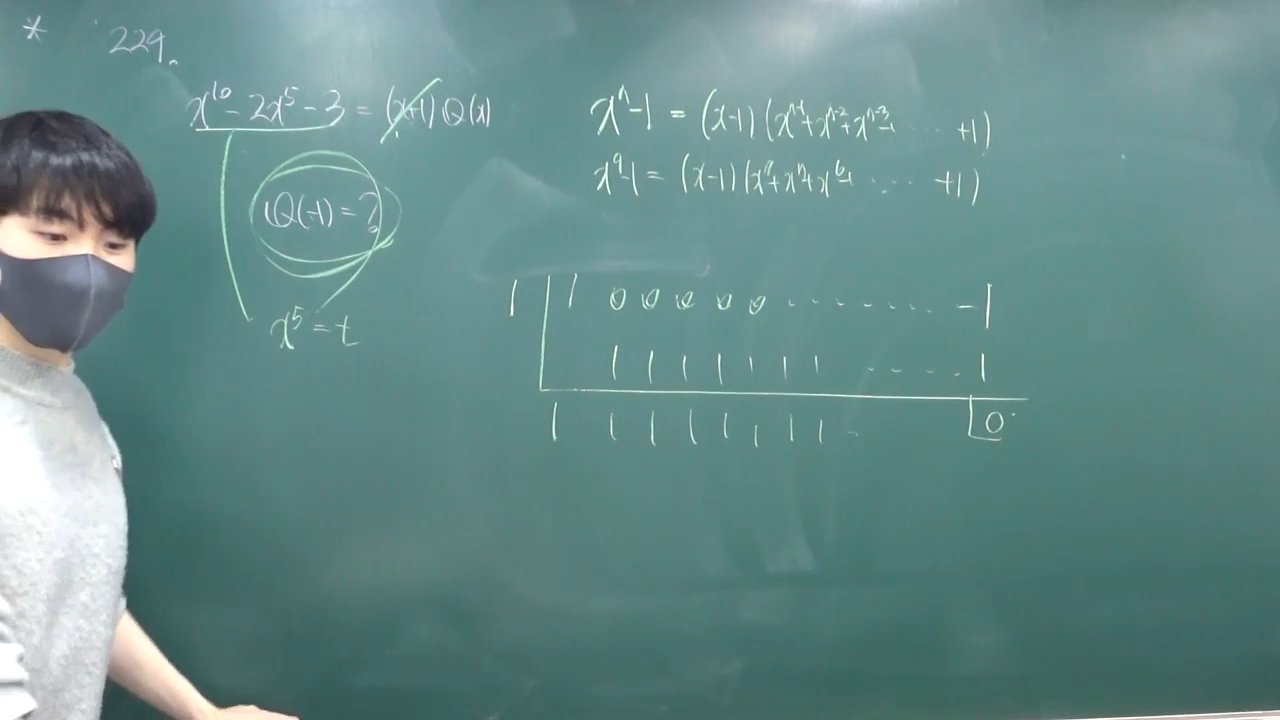 * 229.
x¹⁰ - 2x⁵ - 3 = (x+1) Q(x)
Q(-1) = ?
x⁵ = t
xⁿ - 1 = (x-1)(xⁿ⁻¹ + xⁿ⁻² + xⁿ⁻³ + ⋯ + 1)
x⁹ - 1 = (x-1)(x⁸ + x⁷ + x⁶ + ⋯ + 1)
1 | 1 0 0 0 0 0 ........ -1
1 1 1 1 1 1 1 ..... 1
1 1 1 1 1 1 1 1 . 0